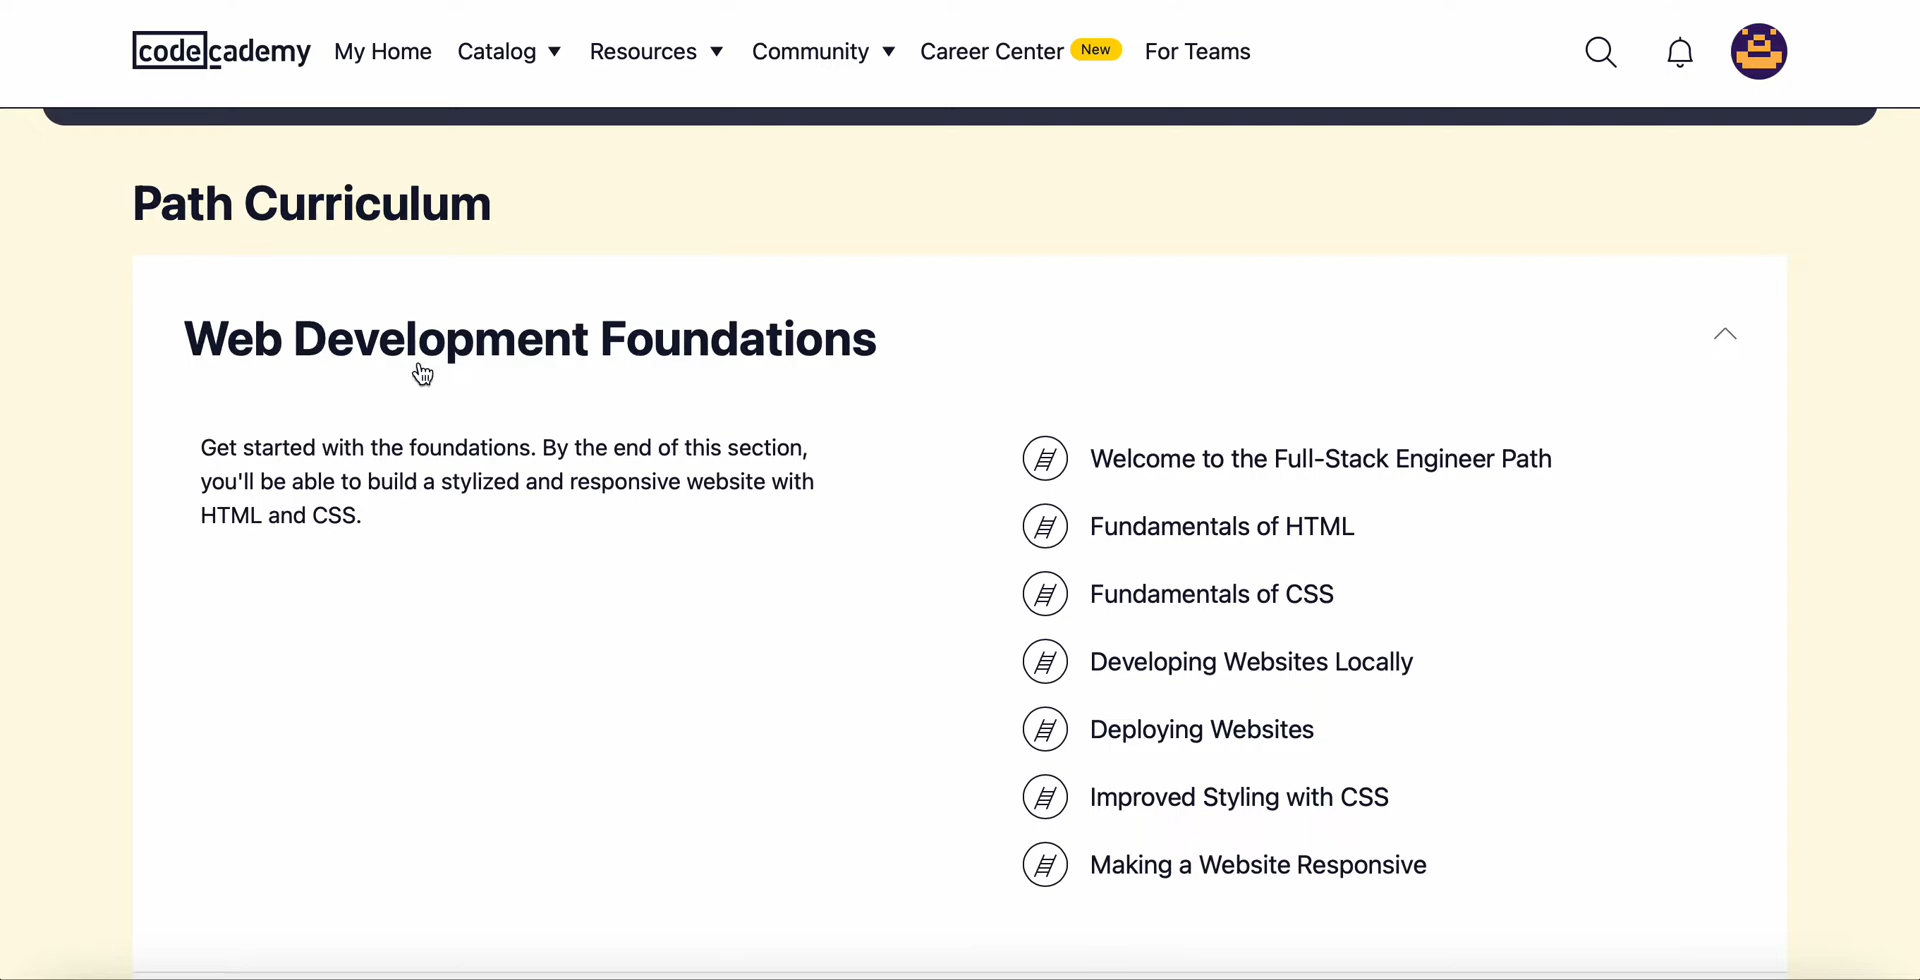 codecademy My Home Catalog Resources Community Career Center New For Teams
Path Curriculum
Web Development Foundations
Get started with the foundations. By the end of this section,
you'll be able to build a stylized and responsive website with
HTML and CSS.
Welcome to the Full-Stack Engineer Path
Fundamentals of HTML
Fundamentals of CSS
Developing Websites Locally
Deploying Websites
Improved Styling with CSS
Making a Website Responsive